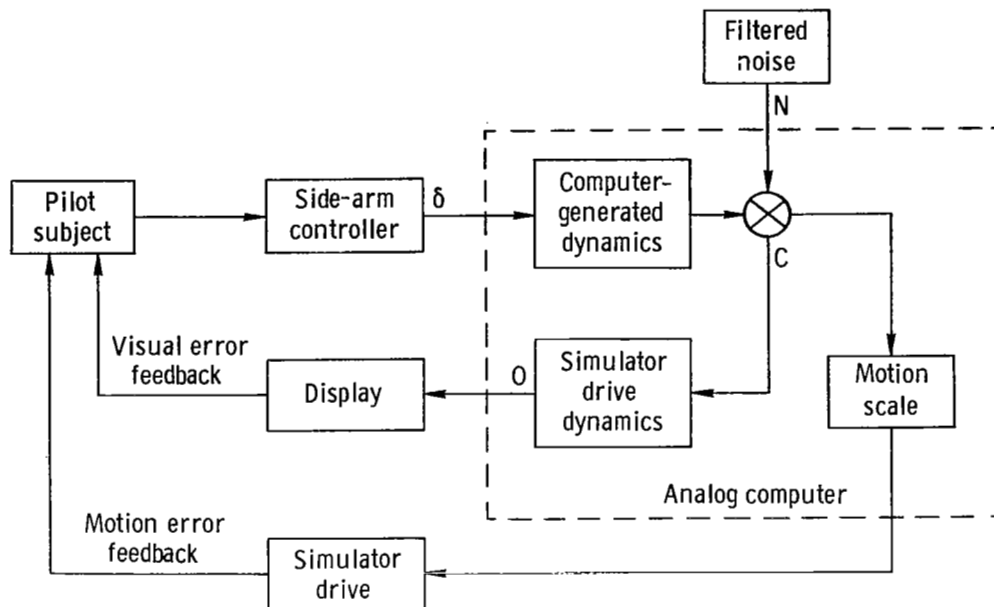 Filtered
noise
N
Pilot
subject
Side-arm
controller
δ
Computer-
generated
dynamics
C
Visual error
feedback
Display
O
Simulator
drive
dynamics
Motion
scale
Analog computer
Motion error
feedback
Simulator
drive